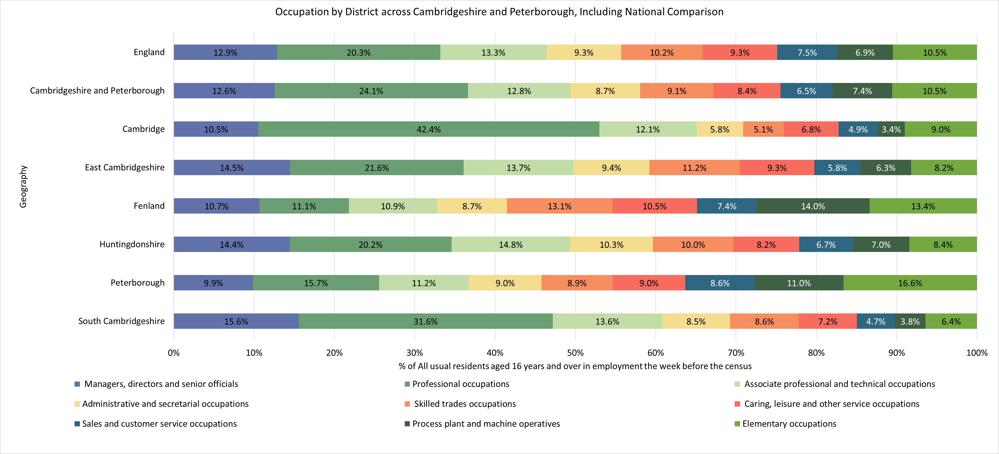 Occupation by District across Cambridgeshire and Peterborough, Including National Comparison
Geography
England 12.9% 20.3% 13.3% 9.3% 10.2% 9.3% 7.5% 6.9% 10.5%
Cambridgeshire and Peterborough 12.6% 24.1% 12.8% 8.7% 9.1% 8.4% 6.5% 7.4% 10.5%
Cambridge 10.5% 42.4% 12.1% 5.8% 5.1% 6.8% 4.9% 3.4% 9.0%
East Cambridgeshire 14.5% 21.6% 13.7% 9.4% 11.2% 9.3% 5.8% 6.3% 8.2%
Fenland 10.7% 11.1% 10.9% 8.7% 13.1% 10.5% 7.4% 14.0% 13.4%
Huntingdonshire 14.4% 20.2% 14.8% 10.3% 10.0% 8.2% 6.7% 7.0% 8.4%
Peterborough 9.9% 15.7% 11.2% 9.0% 8.9% 9.0% 8.6% 11.0% 16.6%
South Cambridgeshire 15.6% 31.6% 13.6% 8.5% 8.6% 7.2% 4.7% 3.8% 6.4%
0% 10% 20% 30% 40% 50% 60% 70% 80% 90% 100%
% of All usual residents aged 16 years and over in employment the week before the census
Managers, directors and senior officials Professional occupations Associate professional and technical occupations
Administrative and secretarial occupations Skilled trades occupations Caring, leisure and other service occupations
Sales and customer service occupations Process plant and machine operatives Elementary occupations